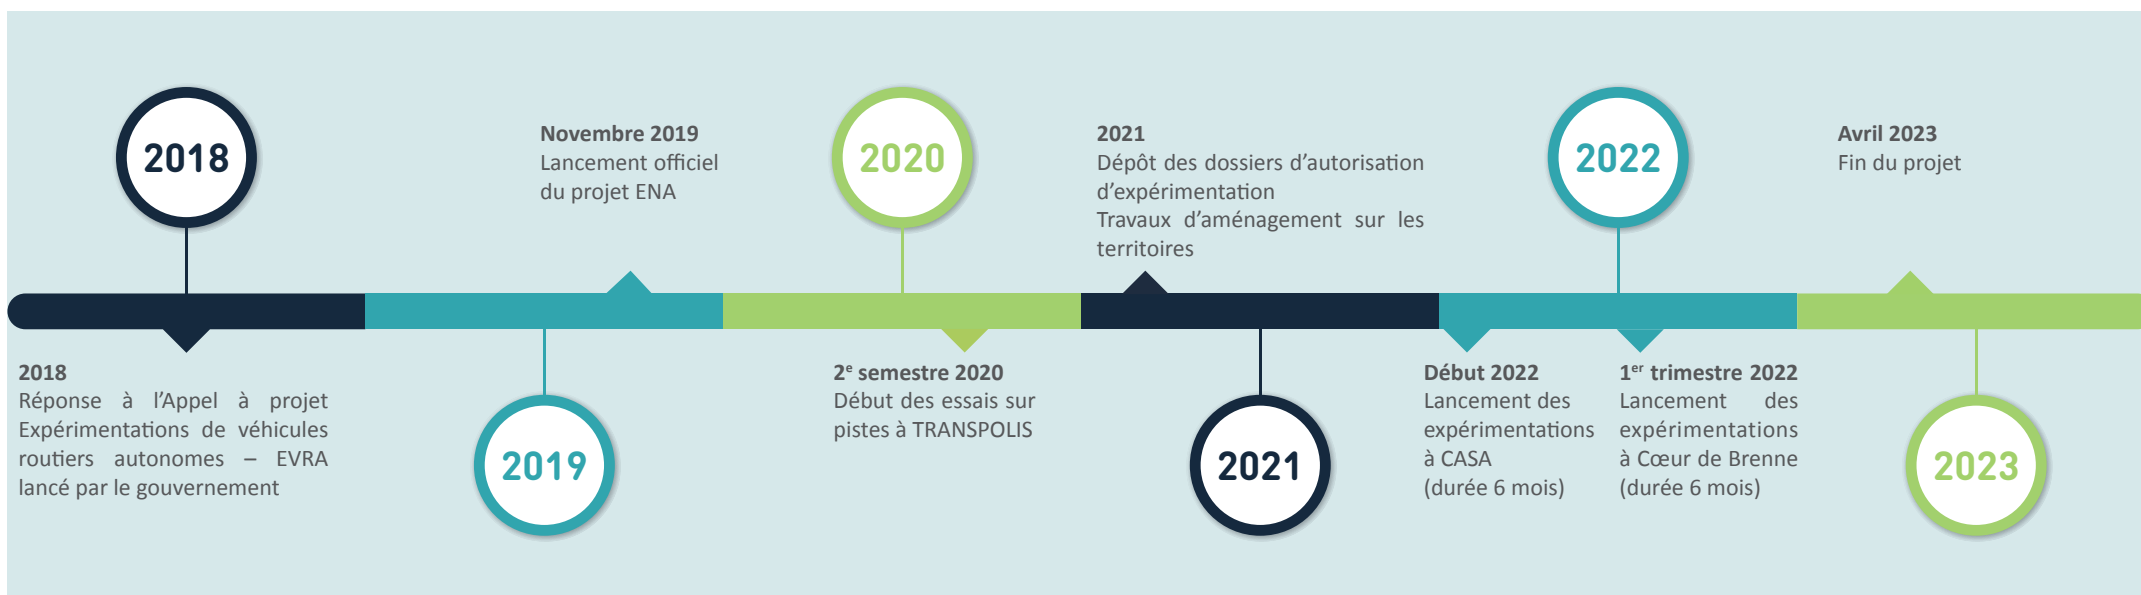 2018
Novembre 2019
Lancement officiel
du projet ENA
2020
2021
Dépôt des dossiers d’autorisation
d’expérimentation
Travaux d’aménagement sur les
territoires
2022
Avril 2023
Fin du projet
2018
Réponse à l’Appel à projet
Expérimentations de véhicules
routiers autonomes – EVRA
lancé par le gouvernement
2019
2e semestre 2020
Début des essais sur
pistes à TRANSPOLIS
2021
Début 2022
Lancement des
expérimentations
à CASA
(durée 6 mois)
1er trimestre 2022
Lancement des
expérimentations
à Cœur de Brenne
(durée 6 mois)
2023